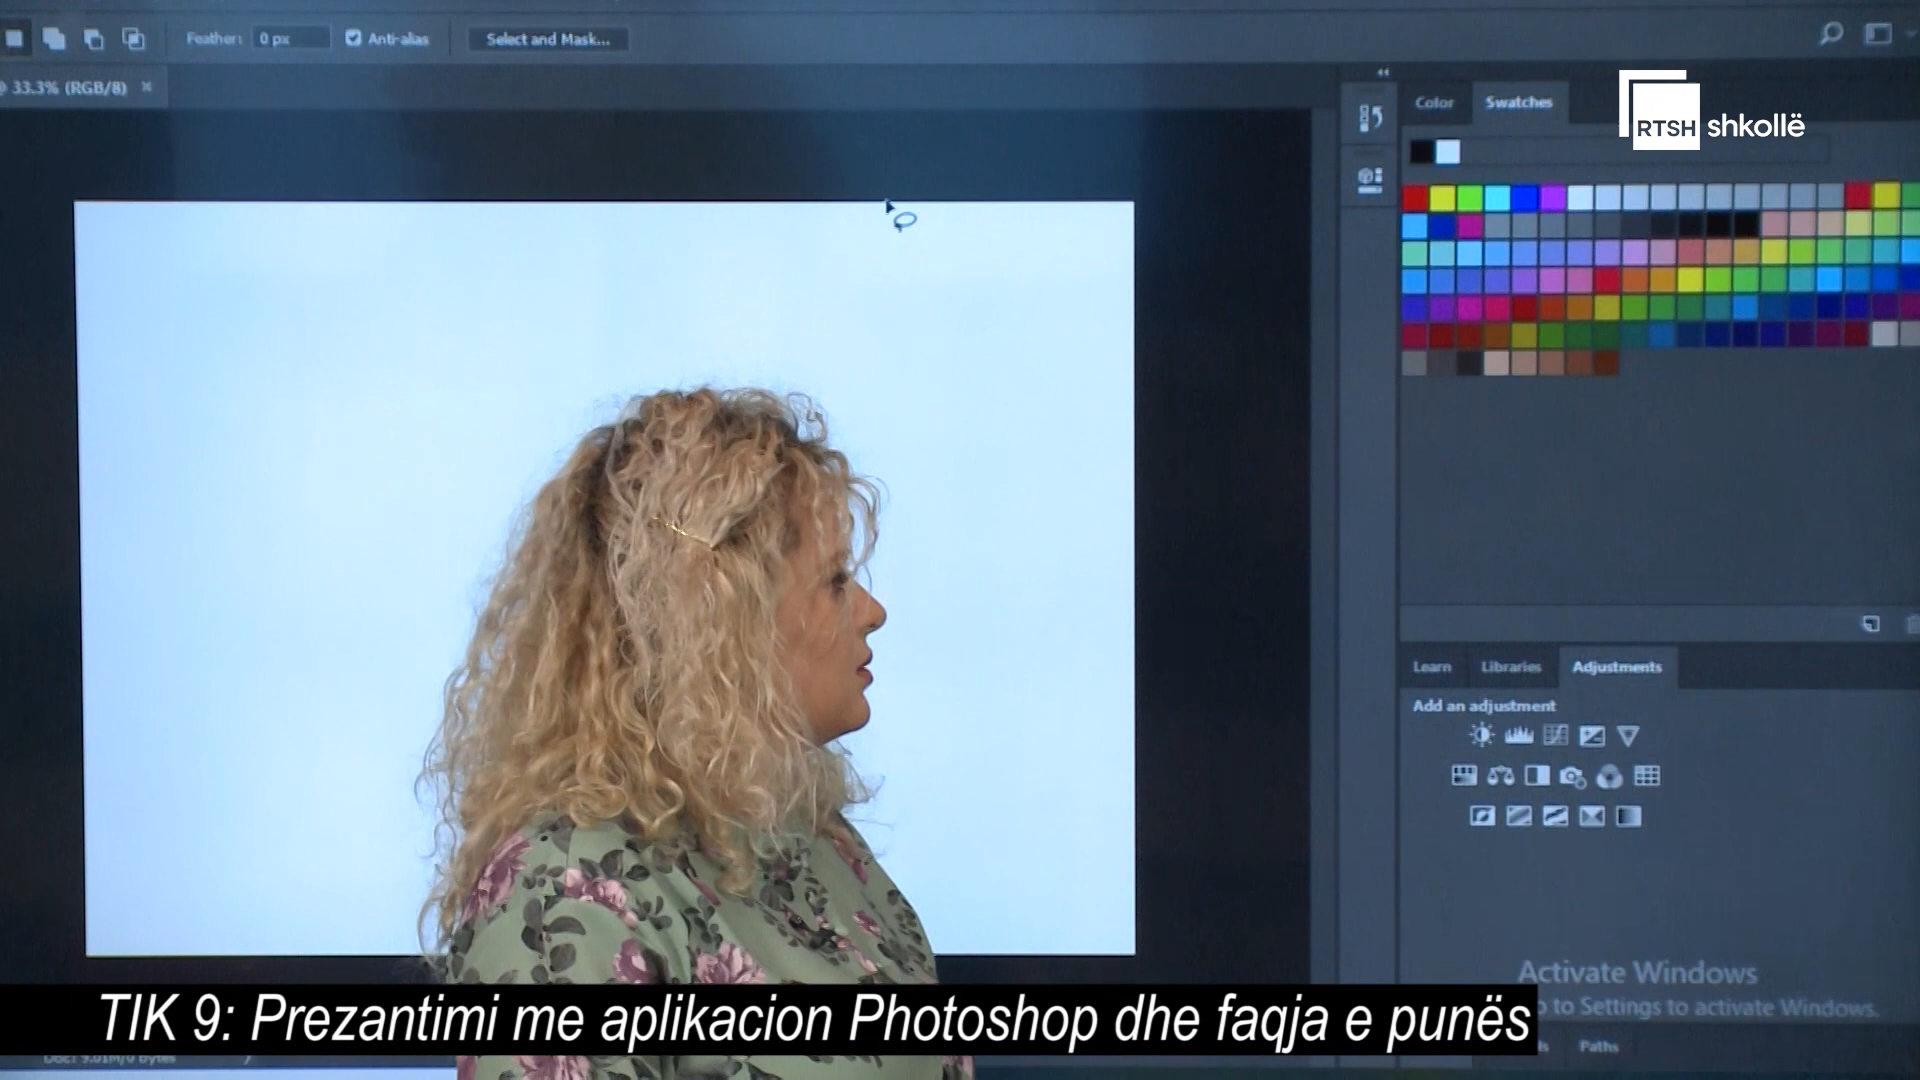 Feather: 0 px Anti-alias Select and Mask...
33.3% (RGB/8)
Color Swatches
RTSH shkollë
Learn Libraries Adjustments
Add an adjustment
Activate Windows
to Settings to activate Windows.
TIK 9: Prezantimi me aplikacion Photoshop dhe faqja e punës
Paths